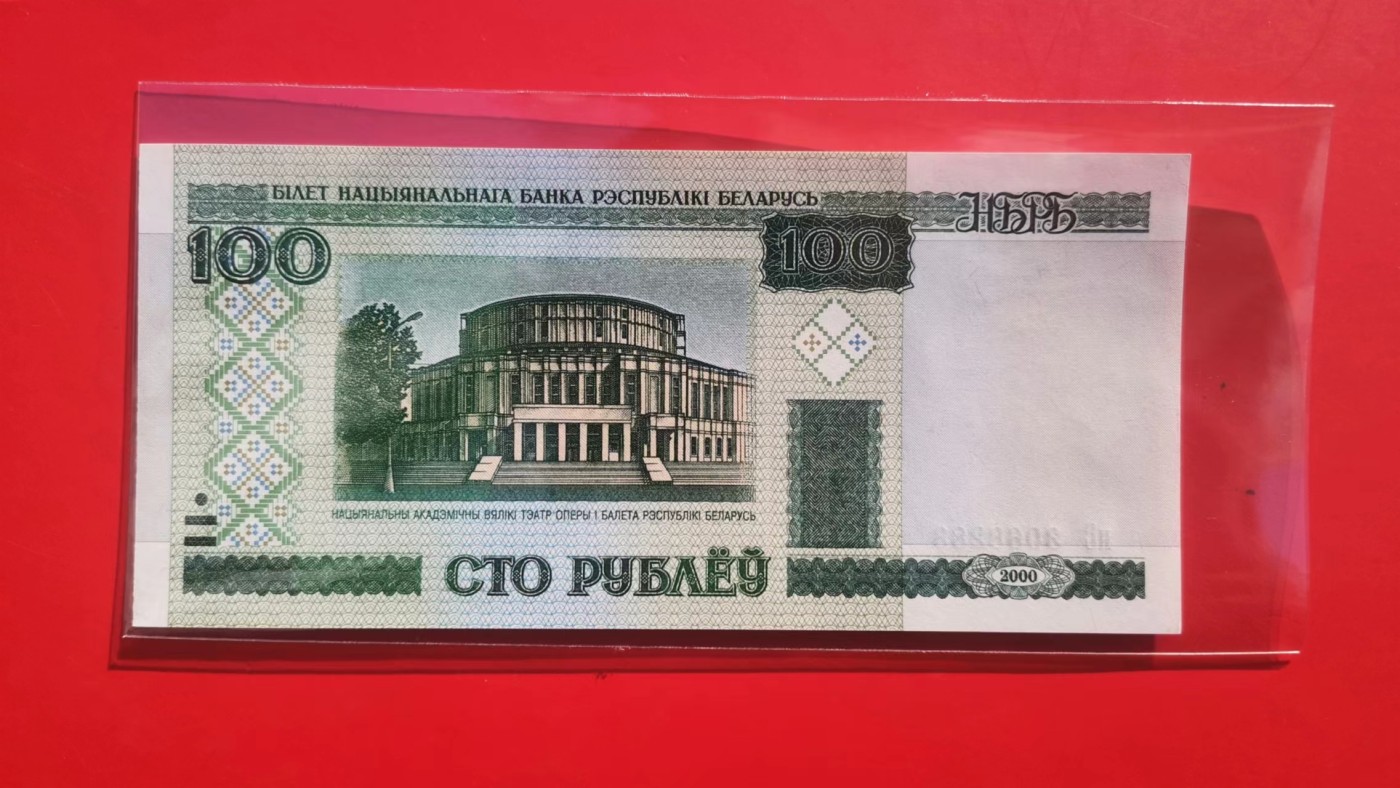 БІЛЕТ НАЦЫЯНАЛЬНАГА БАНКА РЭСПУБЛІКІ БЕЛАРУСЬ
НБРБ
100
100
НАЦЫЯНАЛЬНЫ АКАДЭМІЧНЫ ВЯЛІКІ ТЭАТР ОПЕРЫ І БАЛЕТА РЭСПУБЛІКІ БЕЛАРУСЬ
СТО РУБЛЁЎ
2000